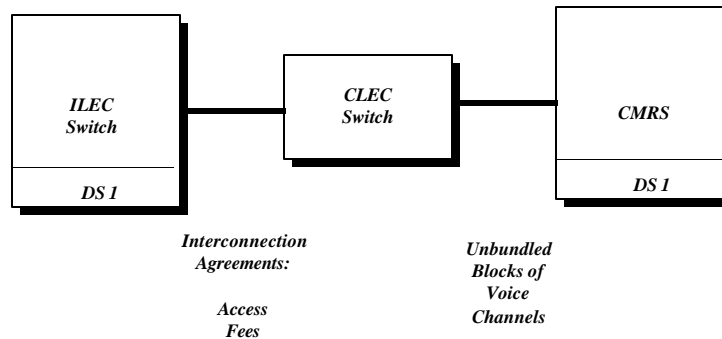 ILEC
Switch
DS 1
CLEC
Switch
CMRS
DS 1
Interconnection
Agreements:
Access
Fees
Unbundled
Blocks of
Voice
Channels